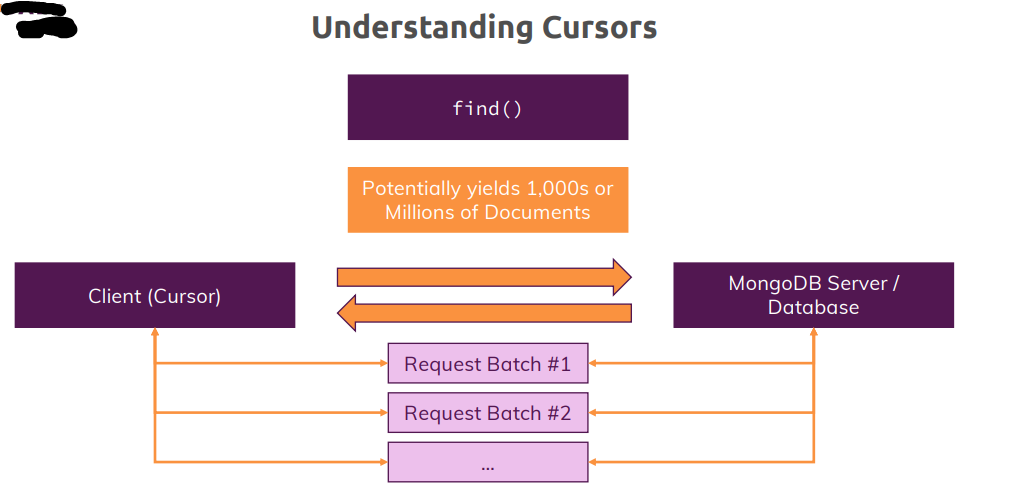 Understanding Cursors
find()
Potentially yields 1,000s or
Millions of Documents
Client (Cursor)
MongoDB Server /
Database
Request Batch #1
Request Batch #2
...